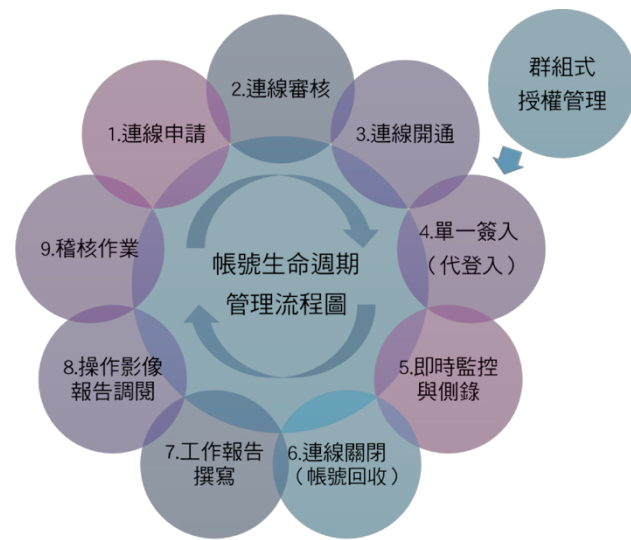 群組式
授權管理
1.連線申請
2.連線審核
3.連線開通
4.單一簽入
（代登入）
5.即時監控
與側錄
6.連線關閉
（帳號回收）
7.工作報告
撰寫
8.操作影像
報告調閱
9.稽核作業
帳號生命週期
管理流程圖